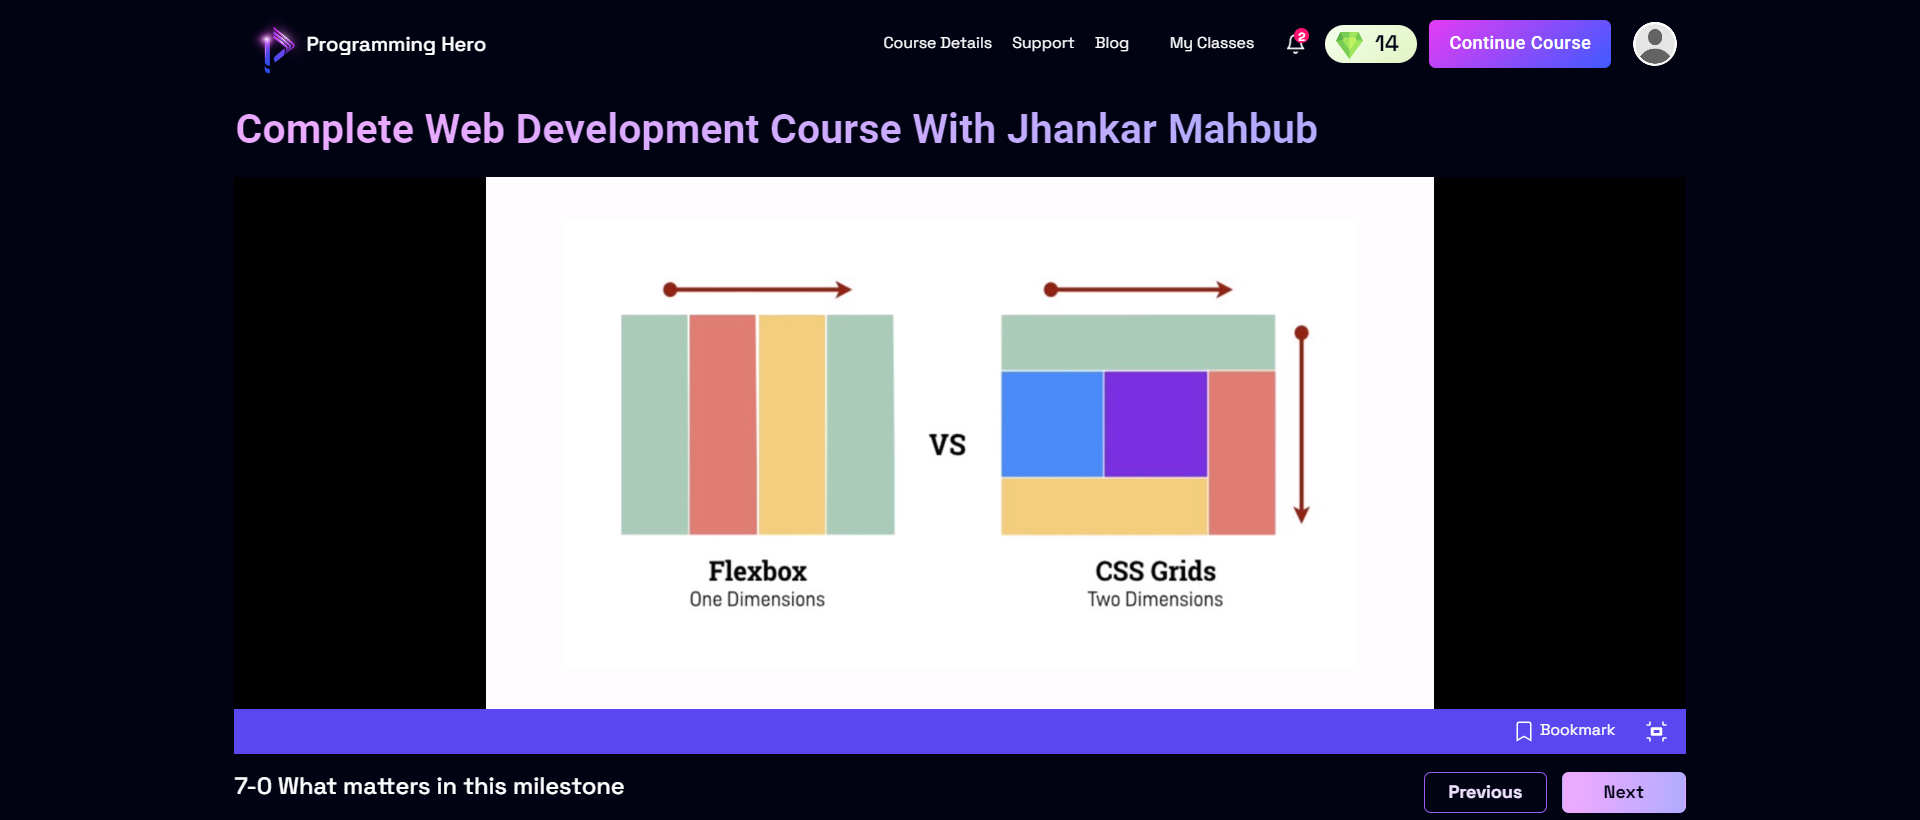 Programming Hero
Course Details Support Blog My Classes 2 14 Continue Course
Complete Web Development Course With Jhankar Mahbub
VS
Flexbox
One Dimensions
CSS Grids
Two Dimensions
Bookmark
7-0 What matters in this milestone
Previous Next